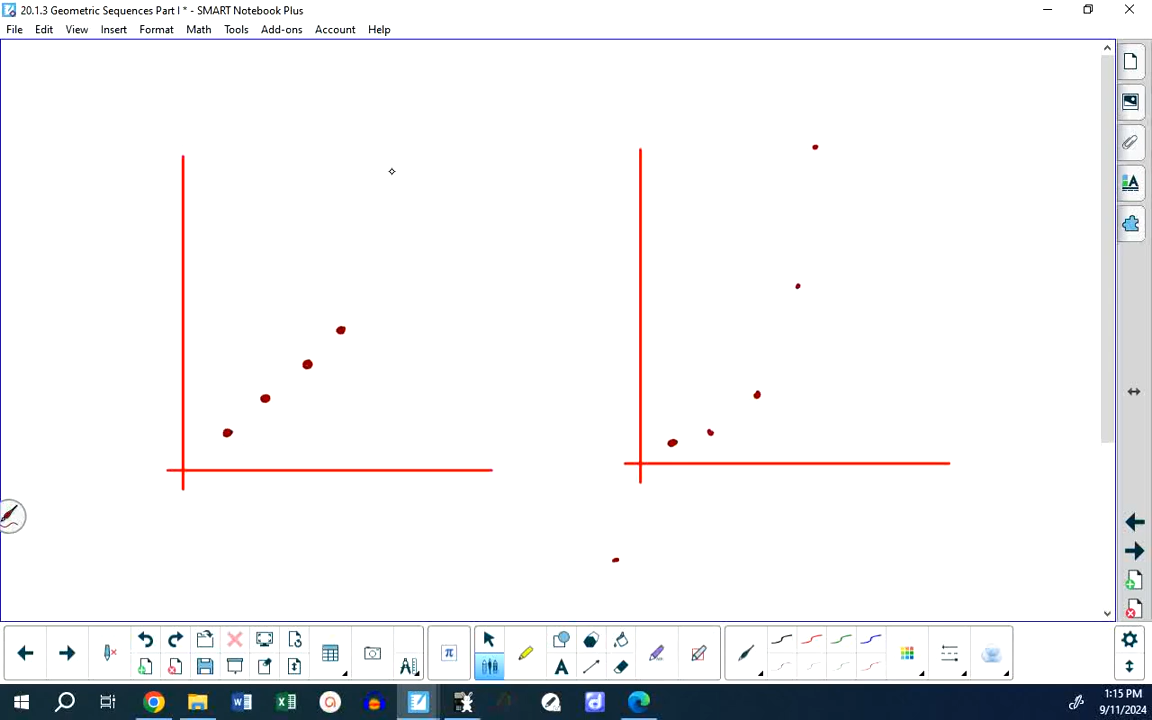 20.1.3 Geometric Sequences Part I * - SMART Notebook Plus
File Edit View Insert Format Math Tools Add-ons Account Help
1:15 PM
9/11/2024